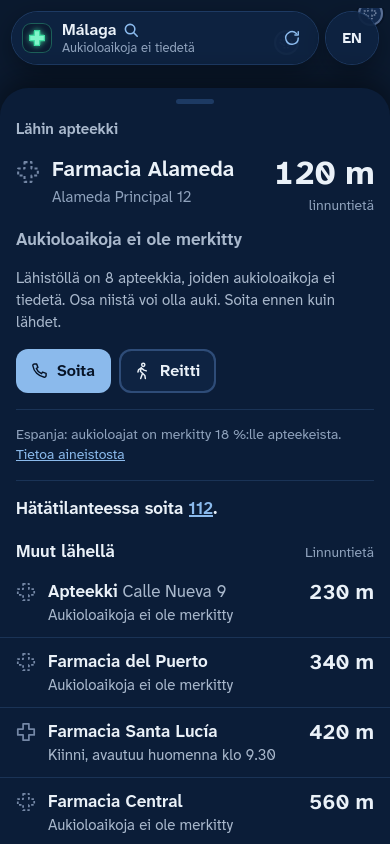 Málaga
Aukioloaikoja ei tiedetä
EN
Lähin apteekki
Farmacia Alameda
120 m
Alameda Principal 12
linnuntietä
Aukioloaikoja ei ole merkitty
Lähistöllä on 8 apteekkia, joiden aukioloaikoja ei
tiedetä. Osa niistä voi olla auki. Soita ennen kuin
lähdet.
Soita
Reitti
Espanja: aukioloajat on merkitty 18 %:lle apteekeista.
Tietoa aineistosta
Hätätilanteessa soita 112.
Muut lähellä
Linnuntietä
Apteekki Calle Nueva 9
230 m
Aukioloaikoja ei ole merkitty
Farmacia del Puerto
340 m
Aukioloaikoja ei ole merkitty
Farmacia Santa Lucía
420 m
Kiinni, avautuu huomenna klo 9.30
Farmacia Central
560 m
Aukioloaikoja ei ole merkitty